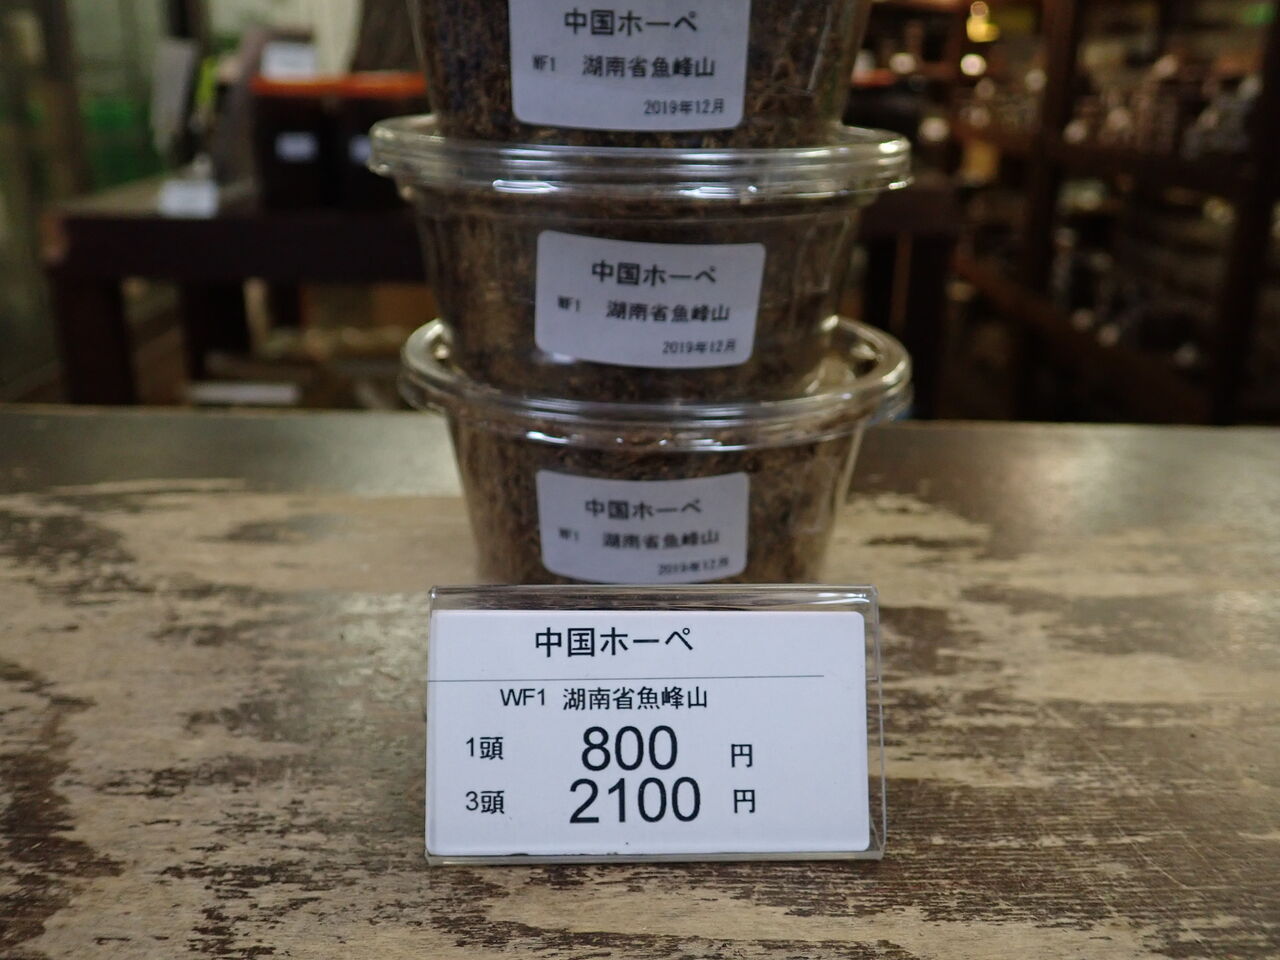 中国ホーペ
WF1 湖南省魚峰山
2019年12月
中国ホーペ
WF1 湖南省魚峰山
2019年12月
中国ホーペ
WF1 湖南省魚峰山
2019年12月
中国ホーペ
WF1 湖南省魚峰山
1頭 800 円
3頭 2100 円